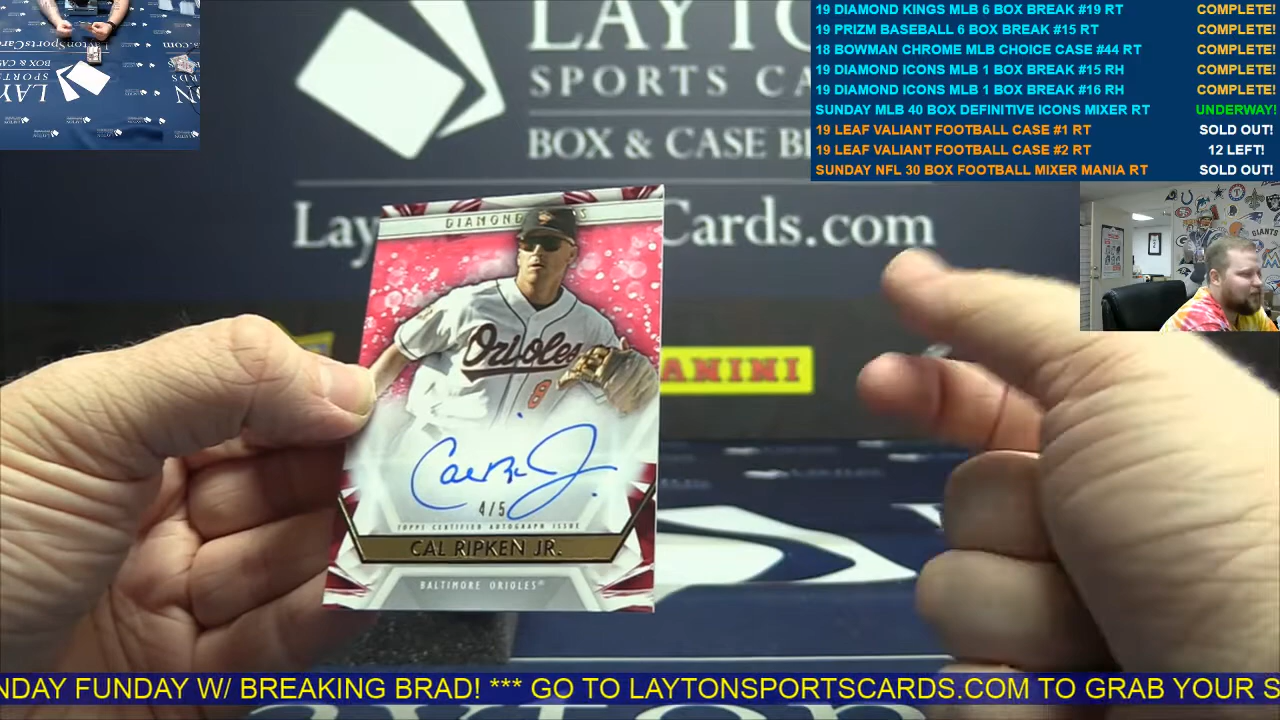 19 DIAMOND KINGS MLB 6 BOX BREAK #19 RT COMPLETE!
19 PRIZM BASEBALL 6 BOX BREAK #15 RT COMPLETE!
18 BOWMAN CHROME MLB CHOICE CASE #44 RT COMPLETE!
19 DIAMOND ICONS MLB 1 BOX BREAK #15 RH COMPLETE!
19 DIAMOND ICONS MLB 1 BOX BREAK #16 RH COMPLETE!
SUNDAY MLB 40 BOX DEFINITIVE ICONS MIXER RT UNDERWAY!
19 LEAF VALIANT FOOTBALL CASE #1 RT SOLD OUT!
19 LEAF VALIANT FOOTBALL CASE #2 RT 12 LEFT!
SUNDAY NFL 30 BOX FOOTBALL MIXER MANIA RT SOLD OUT!
LAYT
SPORTS CA
BOX & CASE BR
Lay Cards.com
DIAMOND
Orioles
8
PANINI
4/5
TOPPS CERTIFIED AUTOGRAPH ISSUE
CAL RIPKEN JR.
BALTIMORE ORIOLES
GIANTS
NDAY FUNDAY W/ BREAKING BRAD! *** GO TO LAYTONSPORTSCARDS.COM TO GRAB YOUR S